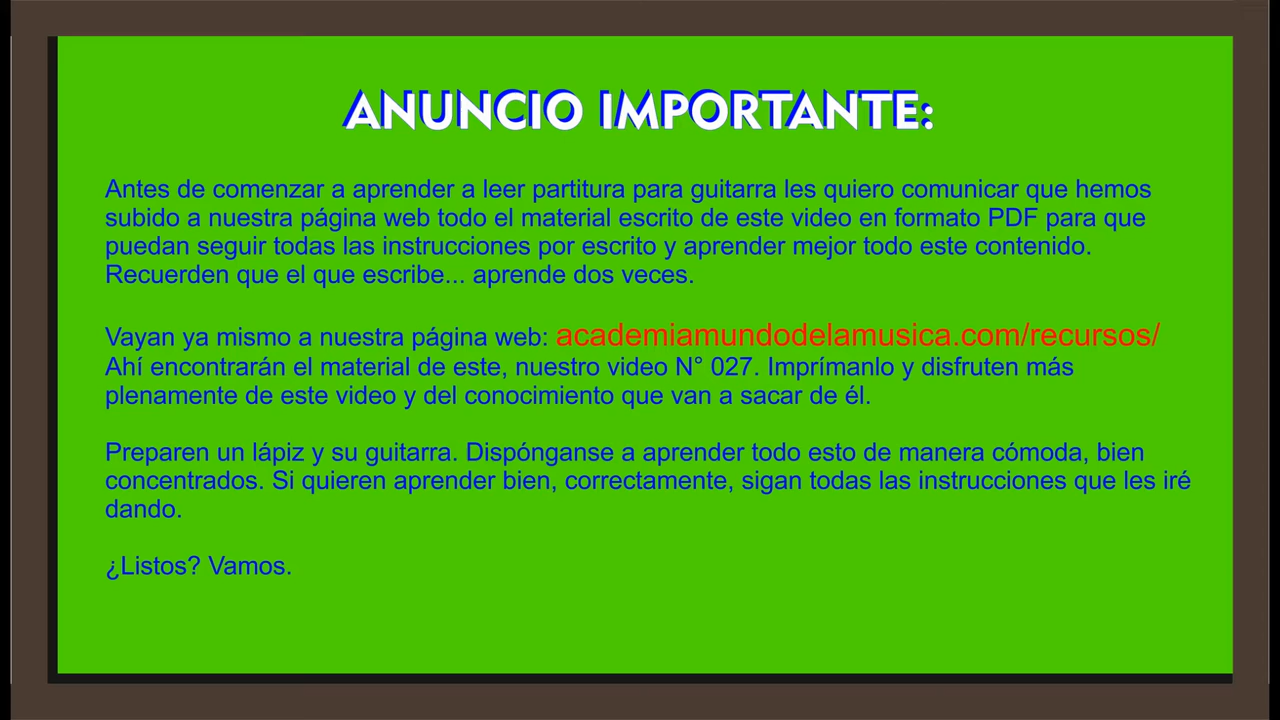 ANUNCIO IMPORTANTE:
Antes de comenzar a aprender a leer partitura para guitarra les quiero comunicar que hemos
subido a nuestra página web todo el material escrito de este video en formato PDF para que
puedan seguir todas las instrucciones por escrito y aprender mejor todo este contenido.
Recuerden que el que escribe... aprende dos veces.
Vayan ya mismo a nuestra página web: academiamundodelamusica.com/recursos/
Ahí encontrarán el material de este, nuestro video N° 027. Imprímanlo y disfruten más
plenamente de este video y del conocimiento que van a sacar de él.
Preparen un lápiz y su guitarra. Dispónganse a aprender todo esto de manera cómoda, bien
concentrados. Si quieren aprender bien, correctamente, sigan todas las instrucciones que les iré
dando.
¿Listos? Vamos.